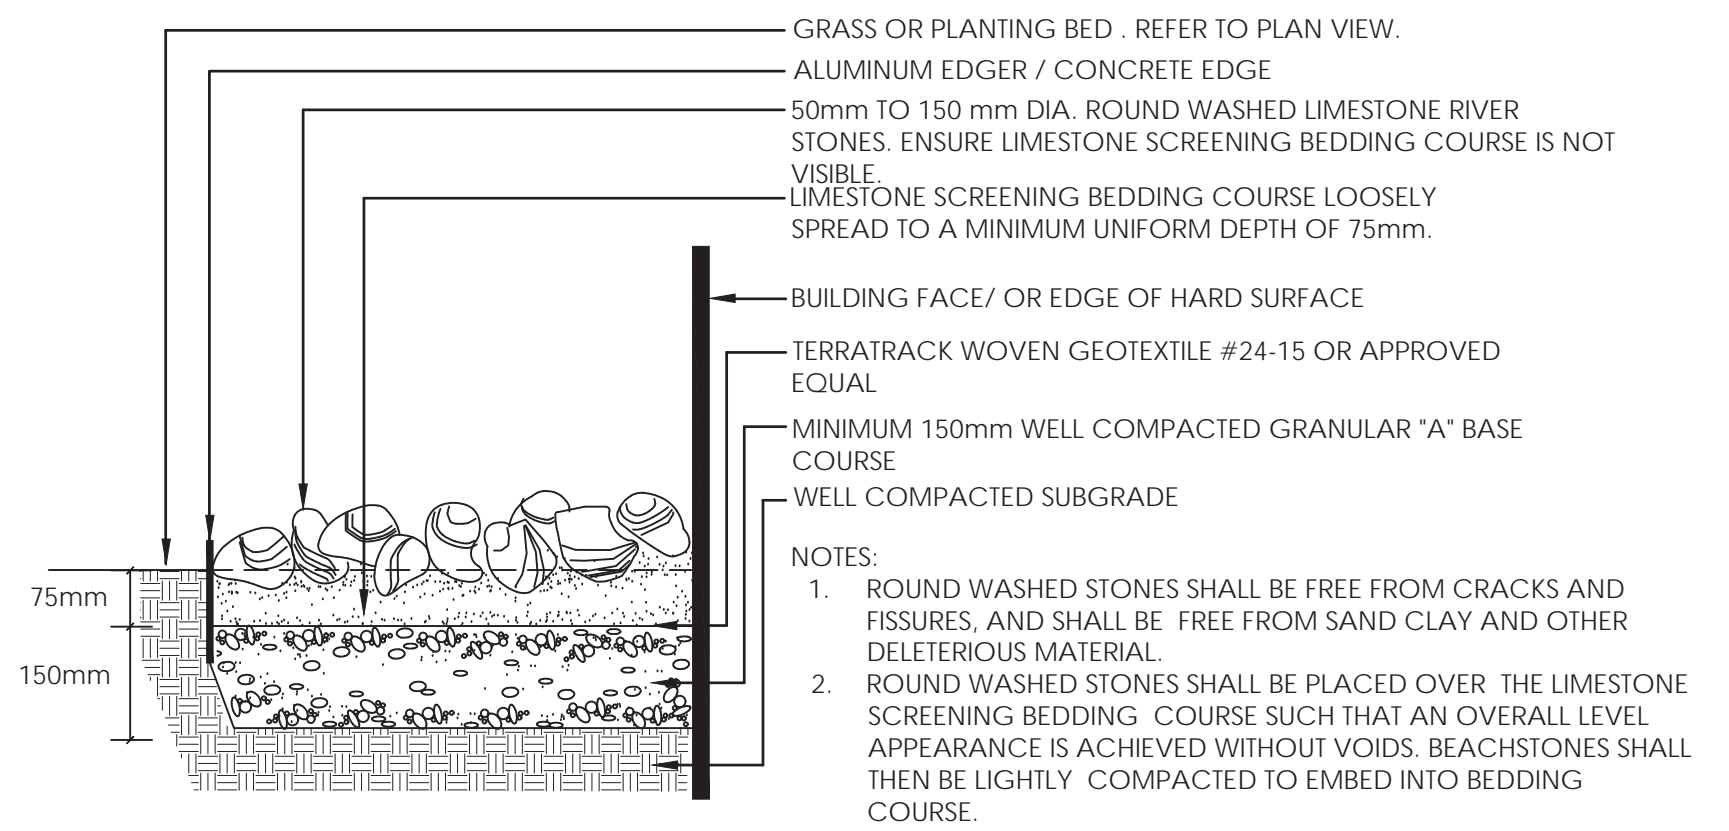 GRASS OR PLANTING BED . REFER TO PLAN VIEW.
ALUMINUM EDGER / CONCRETE EDGE
50mm TO 150 mm DIA. ROUND WASHED LIMESTONE RIVER
STONES. ENSURE LIMESTONE SCREENING BEDDING COURSE IS NOT
VISIBLE.
LIMESTONE SCREENING BEDDING COURSE LOOSELY
SPREAD TO A MINIMUM UNIFORM DEPTH OF 75mm.
BUILDING FACE/ OR EDGE OF HARD SURFACE
TERRATRACK WOVEN GEOTEXTILE #24-15 OR APPROVED
EQUAL
MINIMUM 150mm WELL COMPACTED GRANULAR "A" BASE
COURSE
WELL COMPACTED SUBGRADE
75mm
150mm
NOTES:
1. ROUND WASHED STONES SHALL BE FREE FROM CRACKS AND
FISSURES, AND SHALL BE FREE FROM SAND CLAY AND OTHER
DELETERIOUS MATERIAL.
2. ROUND WASHED STONES SHALL BE PLACED OVER THE LIMESTONE
SCREENING BEDDING COURSE SUCH THAT AN OVERALL LEVEL
APPEARANCE IS ACHIEVED WITHOUT VOIDS. BEACHSTONES SHALL
THEN BE LIGHTLY COMPACTED TO EMBED INTO BEDDING
COURSE.